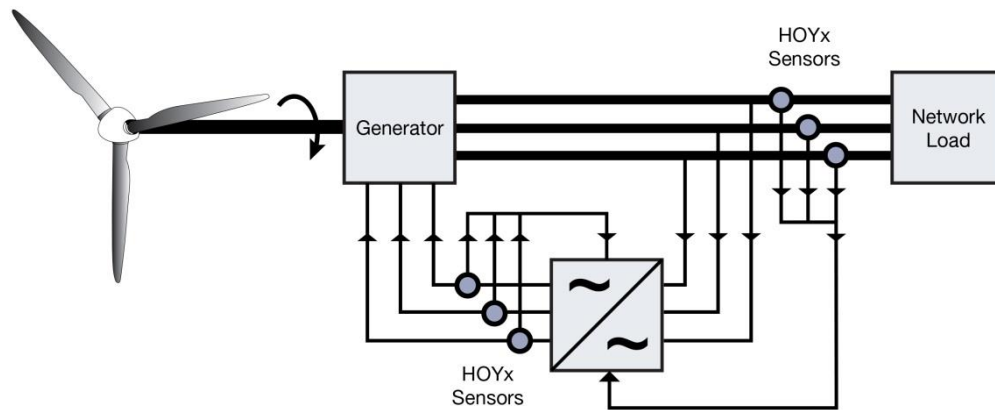 HOYx
Sensors
Generator
Network
Load
~
~
HOYx
Sensors